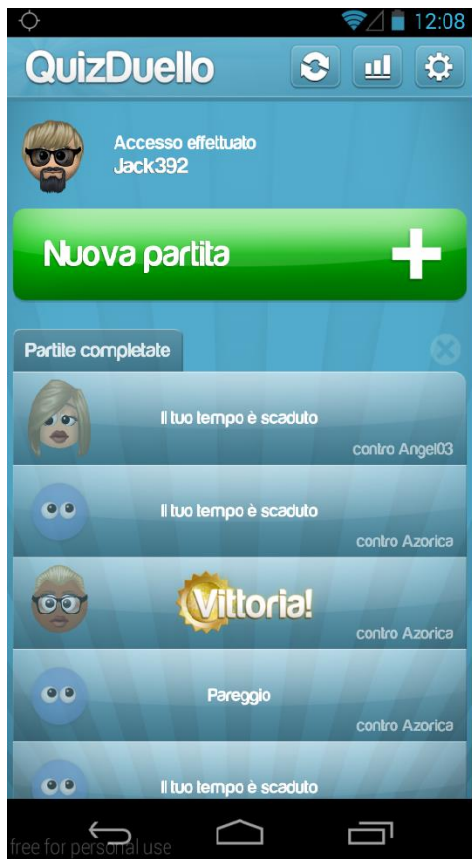 12:08
QuizDuello
Accesso effettuato
Jack392
Nuova partita
Partite completate
Il tuo tempo è scaduto
contro Angel03
Il tuo tempo è scaduto
contro Azorica
Vittoria!
contro Azorica
Pareggio
contro Azorica
Il tuo tempo è scaduto
free for personal use